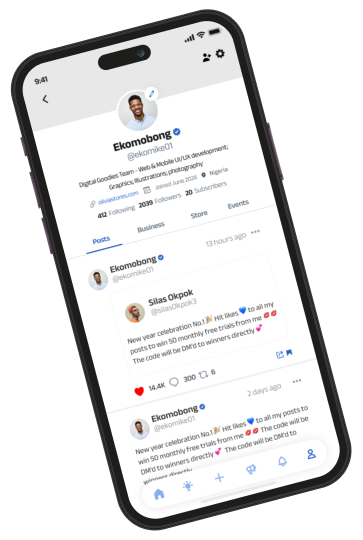 9:41
Ekomobong
@ekomike01
Digital Goodies Team - Web & Mobile UI/UX development;
Graphics; Illustrations; photography
oliviastores.com Joined June 2024 Nigeria
412 Following 2039 Followers 20 Subscribers
Posts Business Store Events
Ekomobong 13 hours ago
@ekomike01
Silas Okpok
@silasokpok3
New year celebration No.1🎉 Hit likes 💙 to all my
posts to win 50 monthly free trials from me 💋💋
The code will be DM'd to winners directly 💕
14.4K 300 6
Ekomobong 2 days ago
@ekomike01
New year celebration No.1🎉 Hit likes 💙 to all my posts to
win 50 monthly free trials from me 💋💋 The code will be
DM'd to winners directly 💕 The code will be DM'd to
winners directly